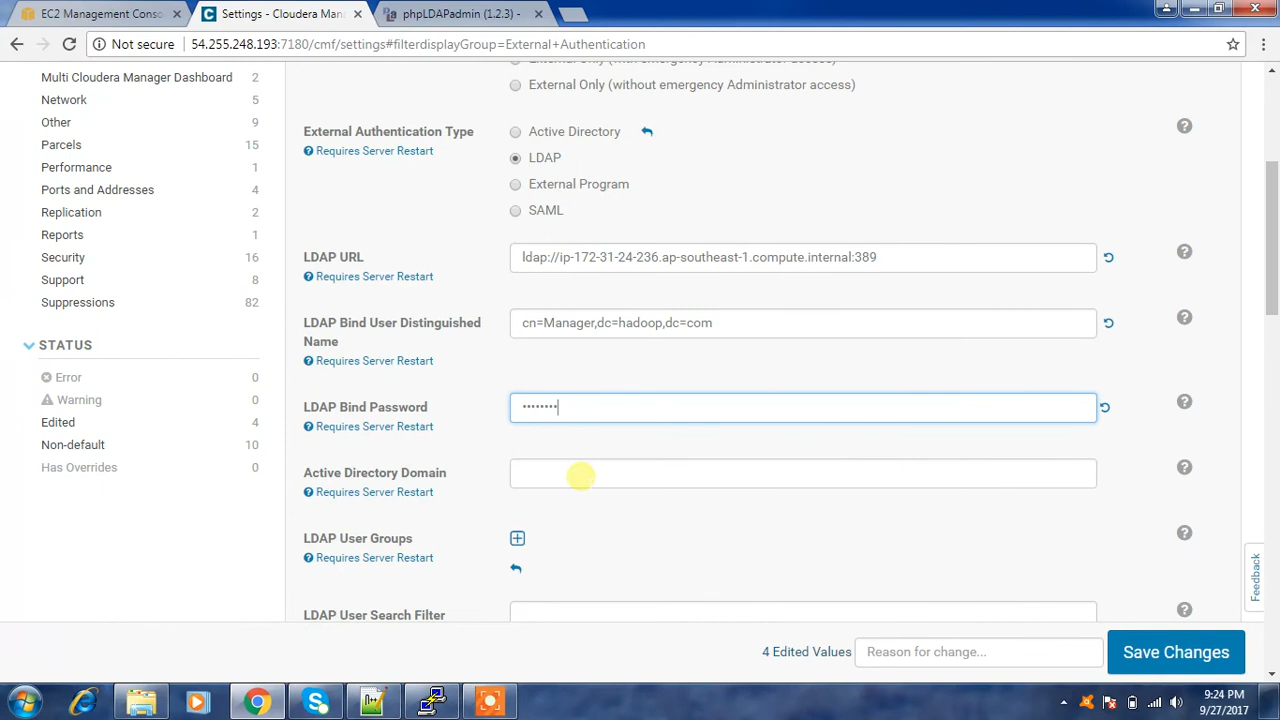 EC2 Management Conso
Settings - Cloudera Mana
phpLDAPadmin (1.2.3) -
Not secure
54.255.248.193:7180/cmf/settings#filterdisplayGroup=External+Authentication
External Only (with emergency Administrator access)
External Only (without emergency Administrator access)
Multi Cloudera Manager Dashboard 2
Network 5
Other 9
Parcels 15
Performance 1
Ports and Addresses 4
Replication 2
Reports 1
Security 16
Support 8
Suppressions 82
STATUS
Error 0
Warning 0
Edited 4
Non-default 10
Has Overrides 0
External Authentication Type
Requires Server Restart
Active Directory
LDAP
External Program
SAML
LDAP URL
Requires Server Restart
ldap://ip-172-31-24-236.ap-southeast-1.compute.internal:389
LDAP Bind User Distinguished
Name
Requires Server Restart
cn=Manager,dc=hadoop,dc=com
LDAP Bind Password
Requires Server Restart
••••••••
Active Directory Domain
Requires Server Restart
LDAP User Groups
Requires Server Restart
LDAP User Search Filter
Feedback
4 Edited Values
Reason for change...
Save Changes
9:24 PM
9/27/2017